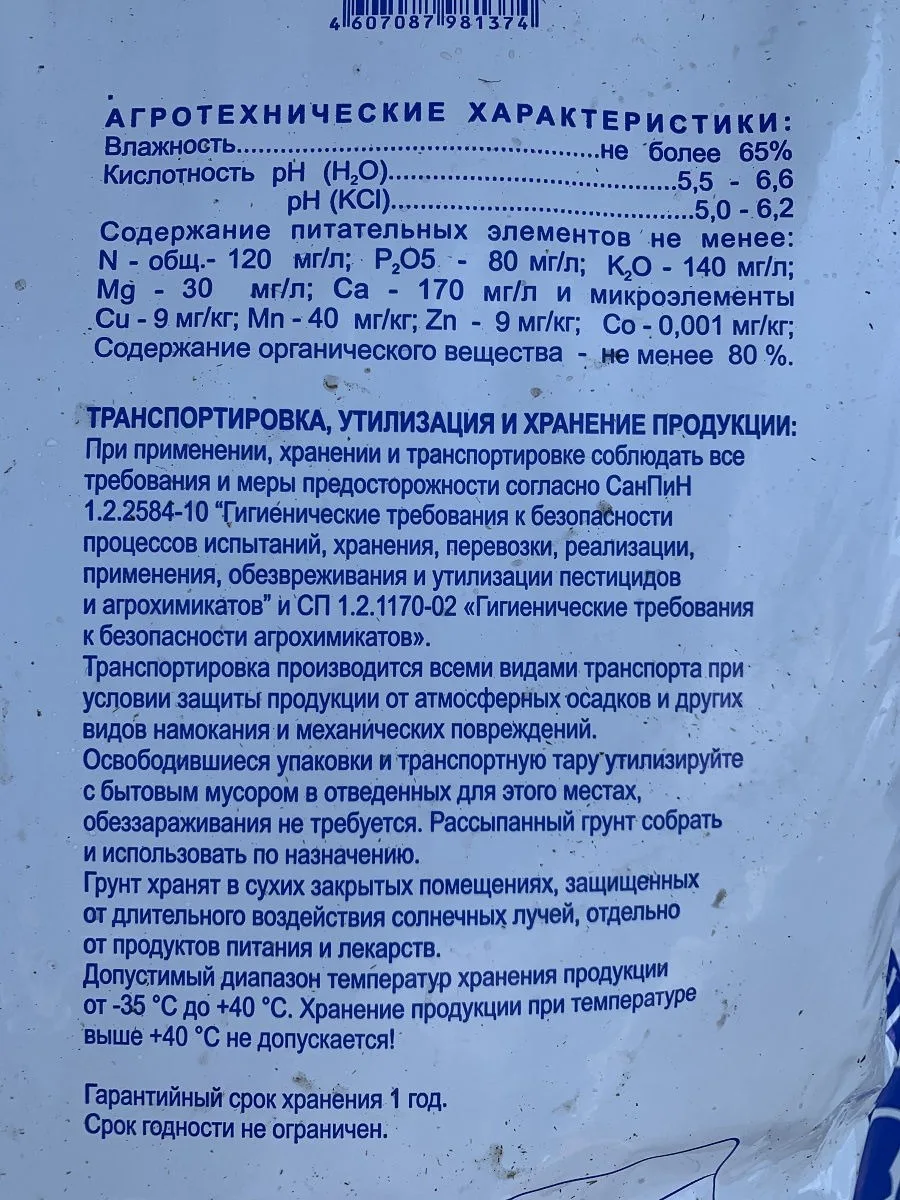 4 607087 981374
АГРОТЕХНИЧЕСКИЕ ХАРАКТЕРИСТИКИ:
Влажность.............................................не более 65%
Кислотность pH (H₂O)....................................5,5 - 6,6
pH (KCl)......................................5,0 - 6,2
Содержание питательных элементов не менее:
N - общ.- 120 мг/л; P₂O5 - 80 мг/л; K₂O - 140 мг/л;
Mg - 30 мг/л; Ca - 170 мг/л и микроэлементы
Cu - 9 мг/кг; Mn - 40 мг/кг; Zn - 9 мг/кг; Co - 0,001 мг/кг;
Содержание органического вещества - не менее 80 %.
ТРАНСПОРТИРОВКА, УТИЛИЗАЦИЯ И ХРАНЕНИЕ ПРОДУКЦИИ:
При применении, хранении и транспортировке соблюдать все
требования и меры предосторожности согласно СанПиН
1.2.2584-10 “Гигиенические требования к безопасности
процессов испытаний, хранения, перевозки, реализации,
применения, обезвреживания и утилизации пестицидов
и агрохимикатов” и СП 1.2.1170-02 «Гигиенические требования
к безопасности агрохимикатов».
Транспортировка производится всеми видами транспорта при
условии защиты продукции от атмосферных осадков и других
видов намокания и механических повреждений.
Освободившиеся упаковки и транспортную тару утилизируйте
с бытовым мусором в отведенных для этого местах,
обеззараживания не требуется. Рассыпанный грунт собрать
и использовать по назначению.
Грунт хранят в сухих закрытых помещениях, защищенных
от длительного воздействия солнечных лучей, отдельно
от продуктов питания и лекарств.
Допустимый диапазон температур хранения продукции
от -35 °С до +40 °С. Хранение продукции при температуре
выше +40 °С не допускается!
Гарантийный срок хранения 1 год.
Срок годности не ограничен.